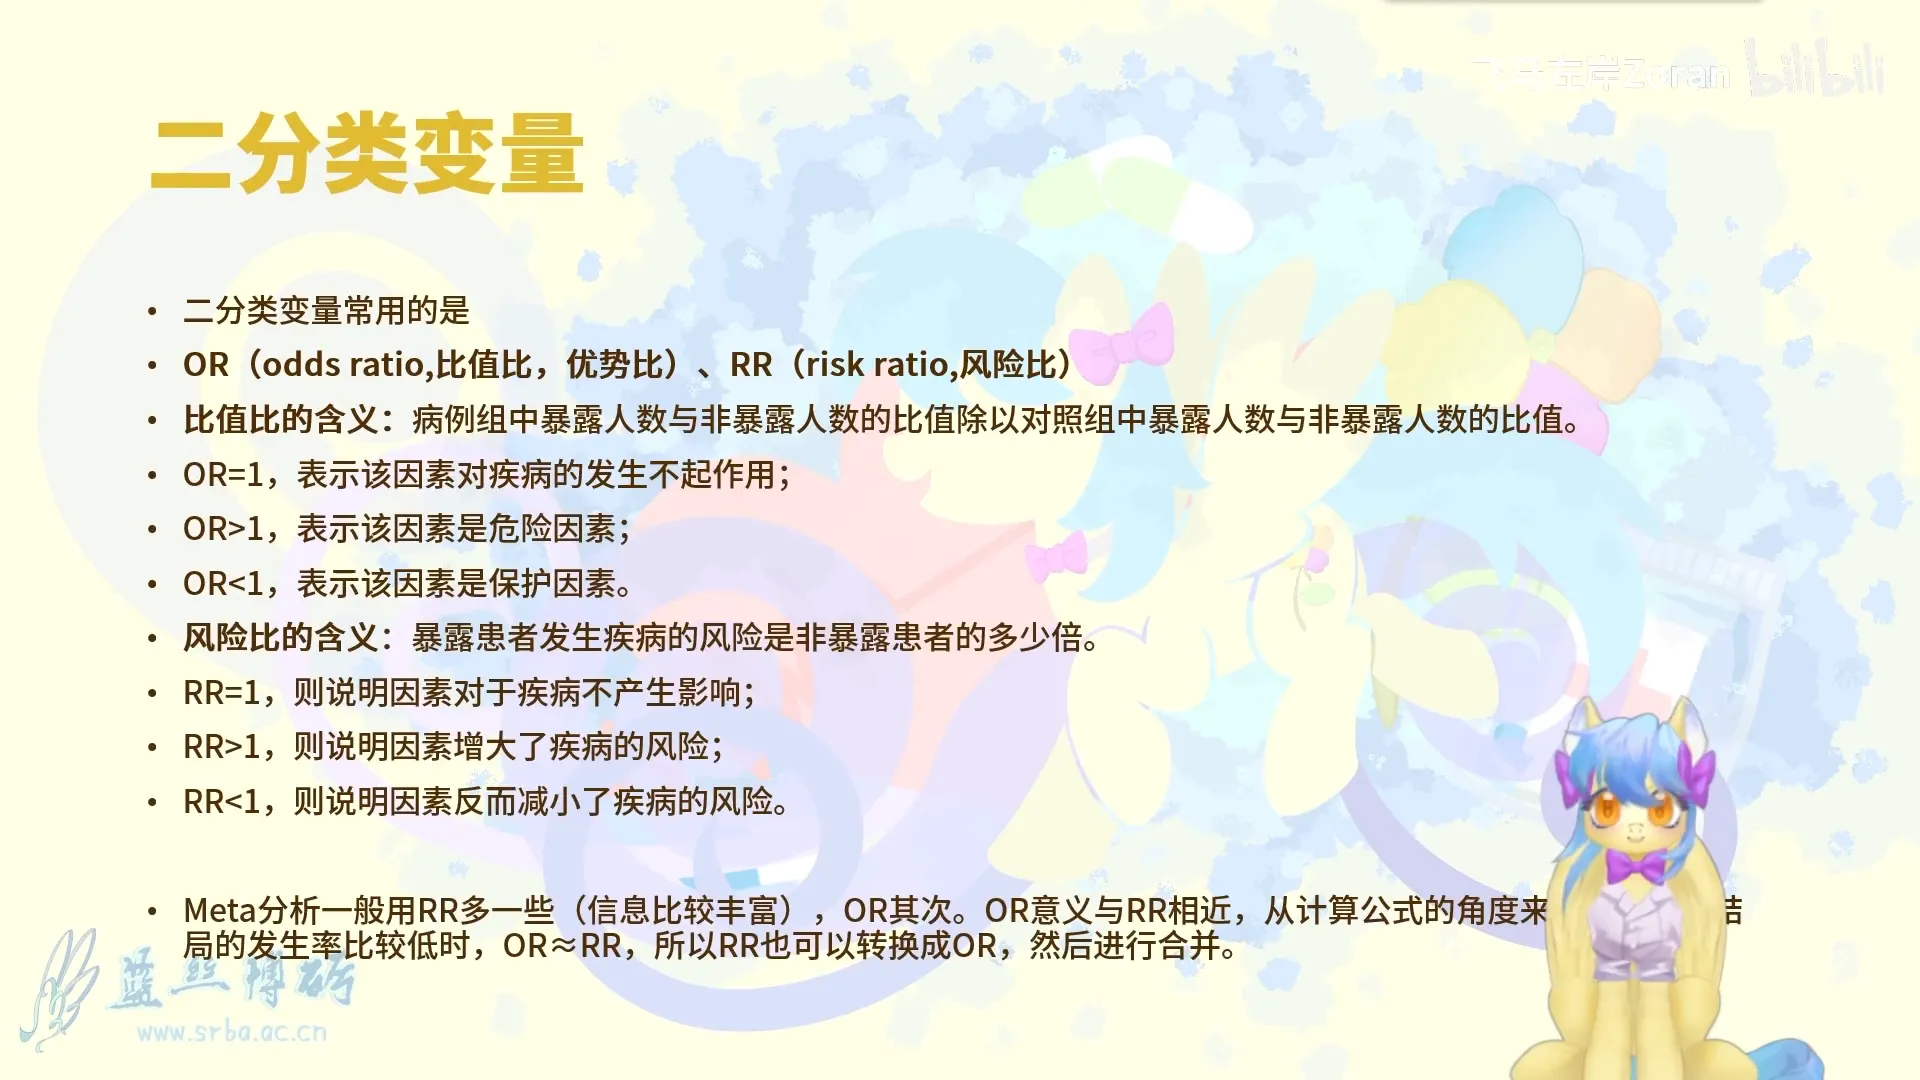 飞马左岸Zoran bilibili
二分类变量
• 二分类变量常用的是
• OR（odds ratio,比值比，优势比）、RR（risk ratio,风险比）
• 比值比的含义：病例组中暴露人数与非暴露人数的比值除以对照组中暴露人数与非暴露人数的比值。
• OR=1，表示该因素对疾病的发生不起作用；
• OR>1，表示该因素是危险因素；
• OR<1，表示该因素是保护因素。
• 风险比的含义：暴露患者发生疾病的风险是非暴露患者的多少倍。
• RR=1，则说明因素对于疾病不产生影响；
• RR>1，则说明因素增大了疾病的风险；
• RR<1，则说明因素反而减小了疾病的风险。
• Meta分析一般用RR多一些（信息比较丰富），OR其次。OR意义与RR相近，从计算公式的角度来 结
局的发生率比较低时，OR≈RR，所以RR也可以转换成OR，然后进行合并。
www.srba.ac.cn